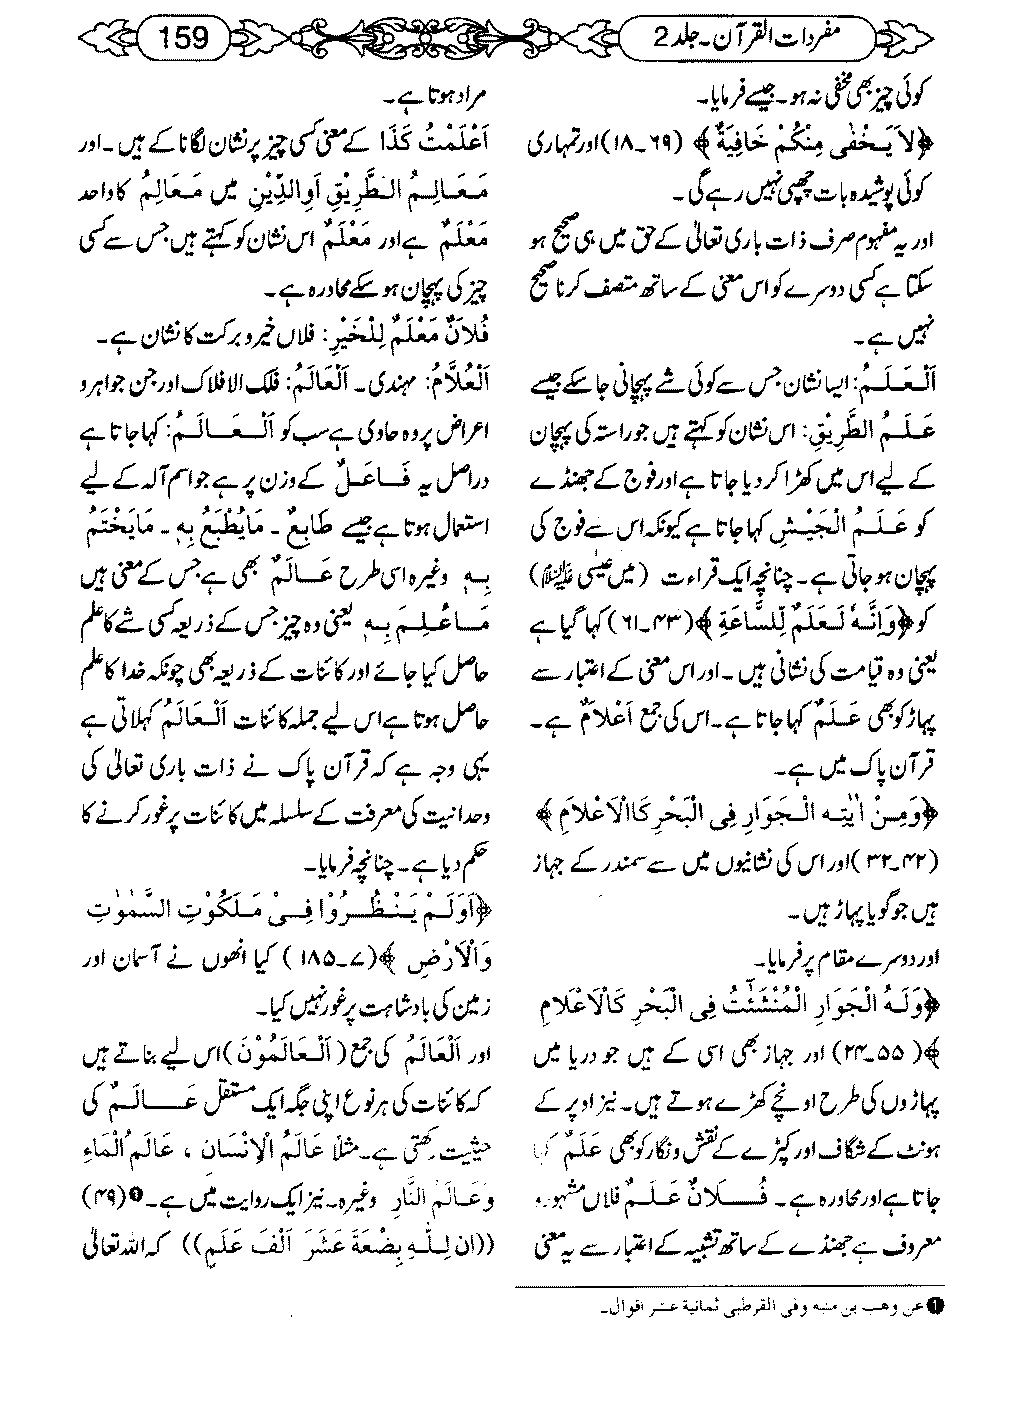 مفردات القرآن۔جلد 2
159
کوئی چیز بھی مخفی نہ ہو۔ جیسے فرمایا۔
﴿لاَ يَخْفٰى مِنْكُمْ خَافِيَةٌ﴾ (۶۹۔۱۸) اور تمہاری
کوئی پوشیدہ بات چھپی نہیں رہے گی۔
اور یہ مفہوم صرف ذات باری تعالٰی کے حق میں ہی صحیح ہو
سکتا ہے کسی دوسرے کو اس معنی کے ساتھ متصف کرنا صحیح
نہیں ہے۔
اَلْعَلَمُ: ایسا نشان جس سے کوئی شے پہچانی جا سکے جیسے
عَلَمُ الطَّرِيْقِ: اس نشان کو کہتے ہیں جو راستہ کی پہچان
کے لیے اس میں کھڑا کر دیا جاتا ہے اور فوج کے جھنڈے
کو عَلَمُ الْجَيْشِ کہا جاتا ہے کیونکہ اس سے فوج کی
پہچان ہو جاتی ہے۔ چنانچہ ایک قراءت (میں عیسٰی علیہ السلام)
کو ﴿وَاِنَّهٗ لَعَلَمٌ لِّلسَّاعَةِ﴾ (۴۳۔۶۱) کہا گیا ہے
یعنی وہ قیامت کی نشانی ہیں۔ اور اس معنی کے اعتبار سے
پہاڑ کو بھی عَلَمٌ کہا جاتا ہے۔ اس کی جمع اَعْلَامٌ ہے۔
قرآن پاک میں ہے۔
﴿وَمِنْ اٰيٰتِه الْجَوَارِ فِى الْبَحْرِ كَالْاَعْلَامِ﴾
(۴۲۔۳۲) اور اس کی نشانیوں میں سے سمندر کے جہاز
ہیں جو گویا پہاڑ ہیں۔
اور دوسرے مقام پر فرمایا۔
﴿وَلَهُ الْجَوَارِ الْمُنْشَئٰتُ فِى الْبَحْرِ كَالْاَعْلَامِ
﴾ (۵۵۔۲۴) اور جہاز بھی اسی کے ہیں جو دریا میں
پہاڑوں کی طرح اونچے کھڑے ہوتے ہیں۔ نیز اوپر کے
ہونٹ کے شگاف اور کپڑے کے نقش و نگار کو بھی عَلَمٌ کہا
جاتا ہے اور محاورہ ہے۔ فُلَانٌ عَلَمٌ فلاں مشہور و
معروف ہے جھنڈے کے ساتھ تشبیہ کے اعتبار سے یہ معنی
❶ عن وهب بن منبه وفی القرطبی ثمانية عشر اقوال۔
مراد ہوتا ہے۔
اَعْلَمْتُ كَذَا کے معنی کسی چیز پر نشان لگانا کے ہیں۔ اور
مَعَالِمُ الطَّرِيْقِ اَوِالدِّيْنِ میں مَعَالِمُ کا واحد
مَعْلَمٌ ہے اور مَعْلَمٌ اس نشان کو کہتے ہیں جس سے کسی
چیز کی پہچان ہو سکے محاورہ ہے۔
فُلَانٌ مَعْلَمٌ لِلْخَيْرِ: فلاں خیر و برکت کا نشان ہے۔
اَلْعُلَّامُ: مہندی۔ اَلْعَالَمُ: فلک الافلاک اور جن جواہر و
اعراض پر وہ حاوی ہے سب کو اَلْعَالَمُ: کہا جاتا ہے
دراصل یہ فَاعَلٌ کے وزن پر ہے جو اسم آلہ کے لیے
استعمال ہوتا ہے جیسے طَابِعٌ۔ مَايُطْبَعُ بِهٖ۔ مَايَخْتَمُ
بِهٖ وغیرہ اسی طرح عَالَمٌ بھی ہے جس کے معنی ہیں
مَاعُلِمَ بِهٖ یعنی وہ چیز جس کے ذریعہ کسی شے کا علم
حاصل کیا جائے اور کائنات کے ذریعہ بھی چونکہ خدا کا علم
حاصل ہوتا ہے اس لیے جملہ کائنات اَلْعَالَمُ کہلاتی ہے
یہی وجہ ہے کہ قرآن پاک نے ذات باری تعالٰی کی
وحدانیت کی معرفت کے سلسلہ میں کائنات پر غور کرنے کا
حکم دیا ہے۔ چنانچہ فرمایا۔
﴿اَوَلَمْ يَنْظُرُوْا فِىْ مَلَكُوْتِ السَّمٰوٰتِ
وَالْاَرْضِ﴾ (۷۔۱۸۵) کیا انھوں نے آسمان اور
زمین کی بادشاہت پر غور نہیں کیا۔
اور اَلْعَالَمُ کی جمع (اَلْعَالَمُوْنَ) اس لیے بناتے ہیں
کہ کائنات کی ہر نوع اپنی جگہ ایک مستقل عَالَمٌ کی
حیثیت رکھتی ہے۔ مثلا عَالَمُ الْاِنْسَانِ ، عَالَمُ الْمَاءِ
وَعَالَمُ النَّارِ وغیرہ۔ نیز ایک روایت میں ہے۔❶ (۴۹)
((اِنَّ لِلّٰهِ بِضْعَةَ عَشَرَ اَلْفَ عَلَمٍ)) کہ اللہ تعالٰی